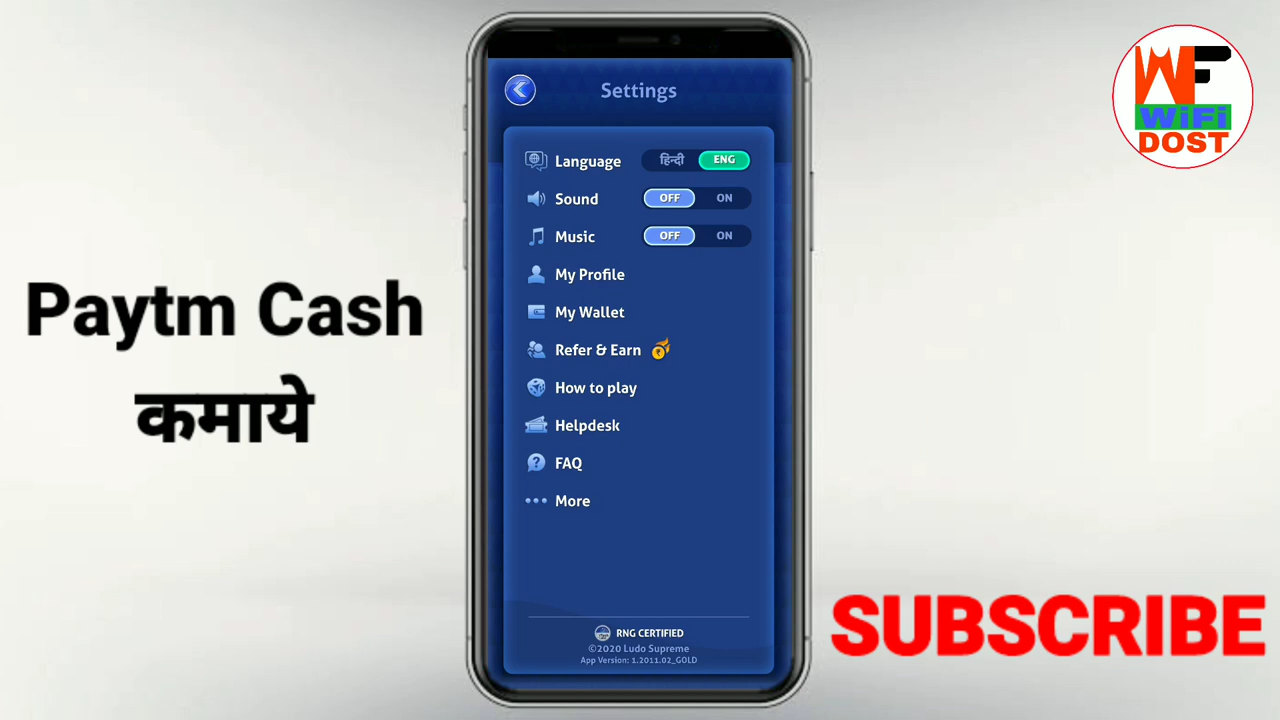 Paytm Cash
कमाये
Settings
Language हिन्दी ENG
Sound OFF ON
Music OFF ON
My Profile
My Wallet
Refer & Earn
How to play
Helpdesk
FAQ
More
RNG CERTIFIED
©2020 Ludo Supreme
App Version: 1.2011.02_GOLD
WF
WiFi
DOST
SUBSCRIBE